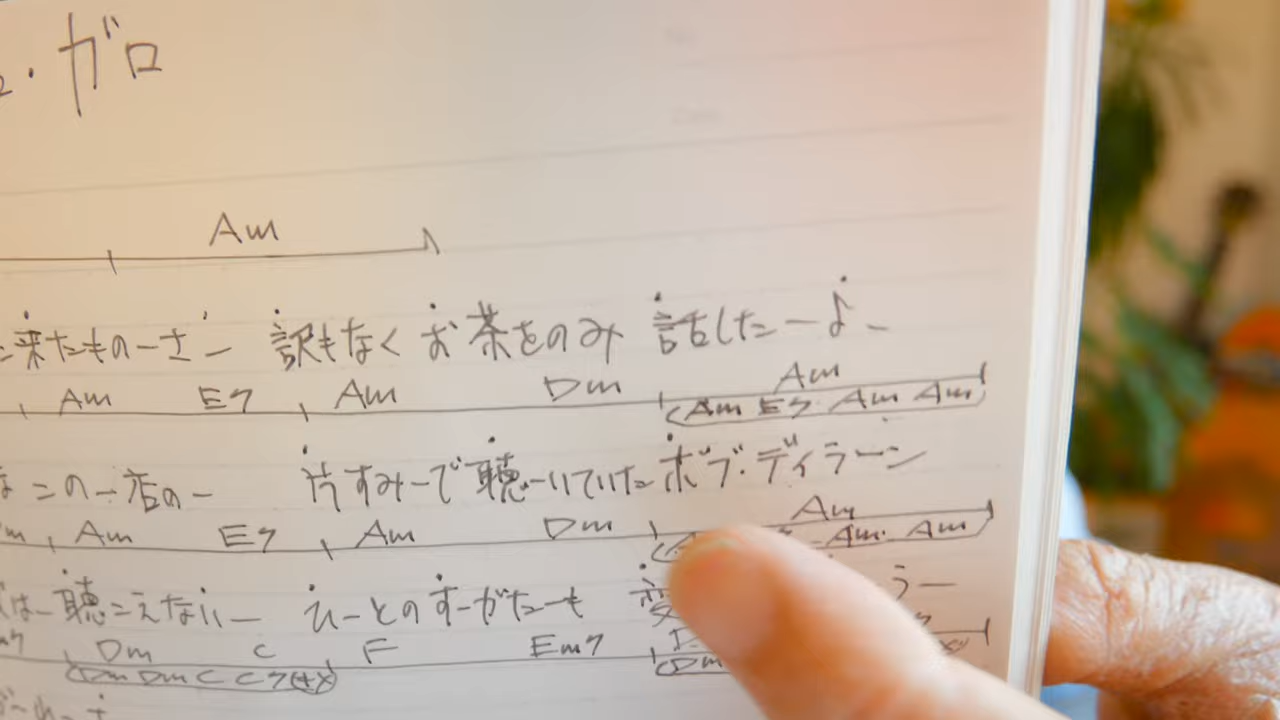 ・ガロ
Am
来たものーさー 訳もなく お茶をのみ 話したーよー
Am E7 Am Dm Am
(Am E7 Am Am)
この一店のー 片すみーで聴ーいていた ボブ・ディラーン
Am E7 Am Dm Am
Am Am
はー聴こえなぃー ひーとのすーがたーも
Dm C F Em7
(Dm Dm C C7 (Dm